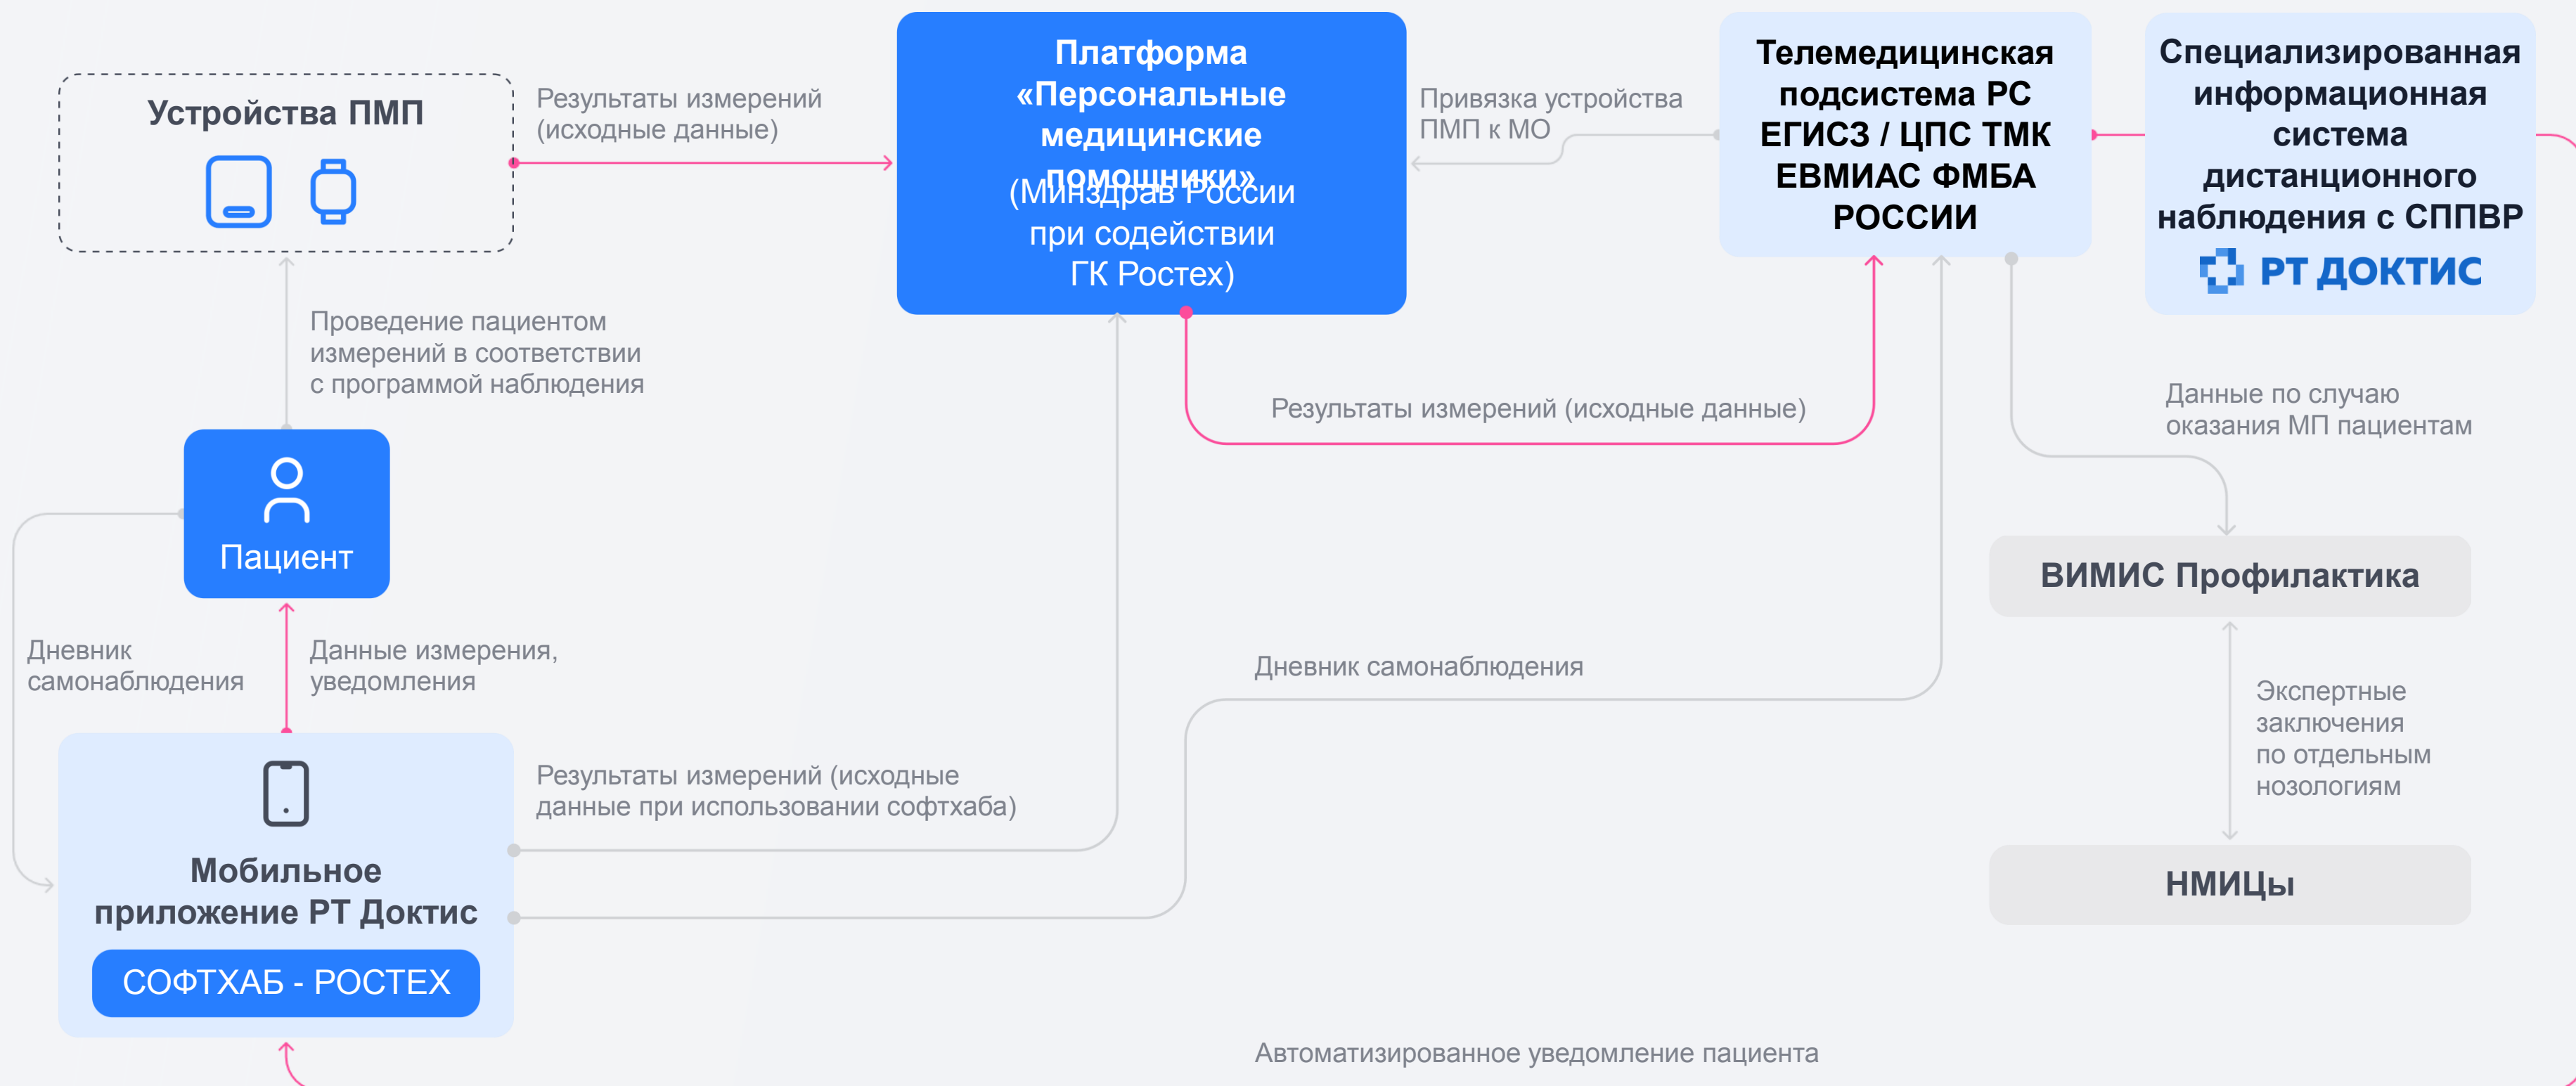 Устройства ПМП
Результаты измерений
(исходные данные)
Платформа
«Персональные
медицинские
помощники»
(Минздрав России
при содействии
ГК Ростех)
Привязка устройства
ПМП к МО
Телемедицинская
подсистема РС
ЕГИСЗ / ЦПС ТМК
ЕВМИАС ФМБА
РОССИИ
Специализированная
информационная
система
дистанционного
наблюдения с СППВР
РТ ДОКТИС
Проведение пациентом
измерений в соответствии
с программой наблюдения
Результаты измерений (исходные данные)
Данные по случаю
оказания МП пациентам
Пациент
ВИМИС Профилактика
Дневник
самонаблюдения
Данные измерения,
уведомления
Дневник самонаблюдения
Экспертные
заключения
по отдельным
нозологиям
Результаты измерений (исходные
данные при использовании софтхаба)
Мобильное
приложение РТ Доктис
СОФТХАБ - РОСТЕХ
НМИЦы
Автоматизированное уведомление пациента